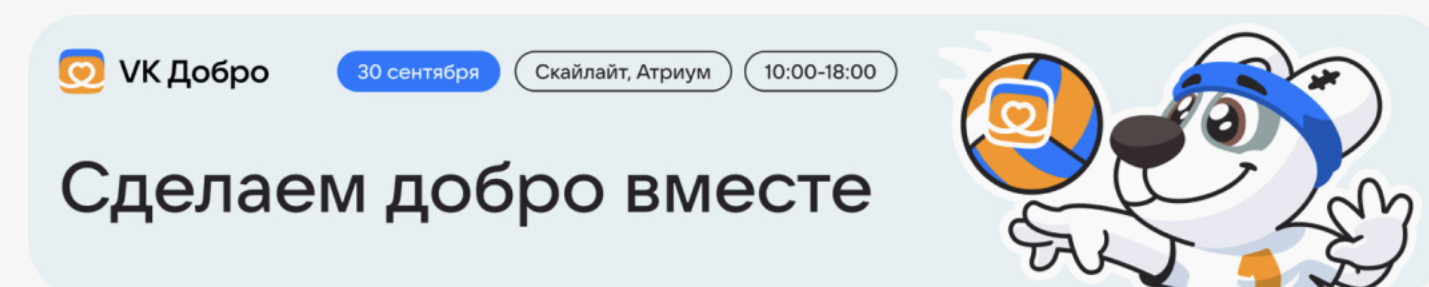 VK Добро 30 сентября Скайлайт, Атриум 10:00-18:00
Сделаем добро вместе